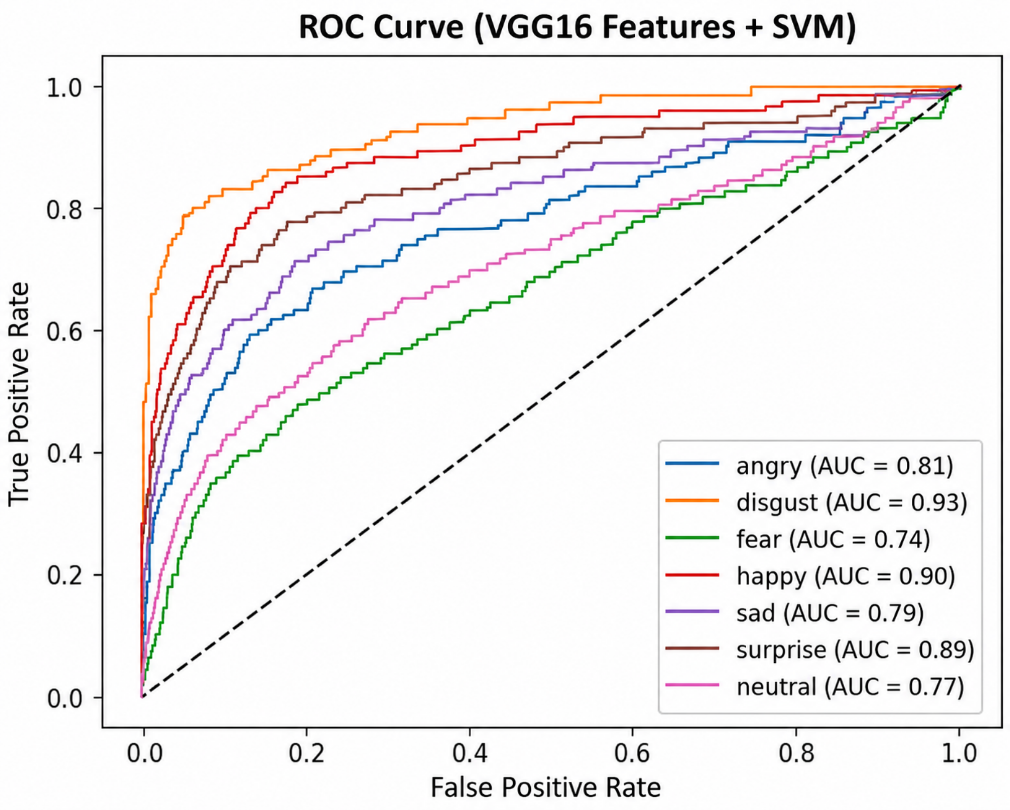 ROC Curve (VGG16 Features + SVM)
True Positive Rate
1.0
0.8
0.6
0.4
0.2
0.0
angry (AUC = 0.81)
disgust (AUC = 0.93)
fear (AUC = 0.74)
happy (AUC = 0.90)
sad (AUC = 0.79)
surprise (AUC = 0.89)
neutral (AUC = 0.77)
0.0 0.2 0.4 0.6 0.8 1.0
False Positive Rate